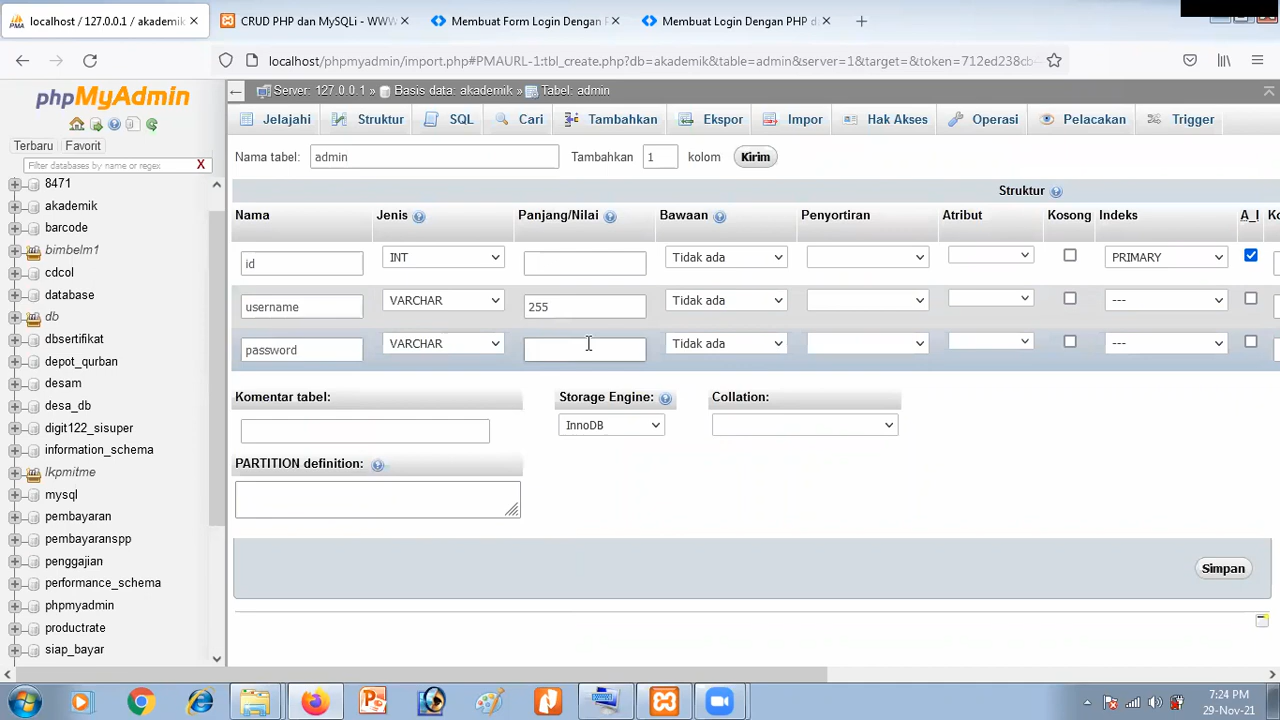 localhost / 127.0.0.1 / akademik
CRUD PHP dan MySQLi - WWW
Membuat Form Login Dengan
Membuat Login Dengan PHP d
localhost/phpmyadmin/import.php#PMAURL-1:tbl_create.php?db=akademik&table=admin&server=1&target=&token=712ed238cb
phpMyAdmin
Terbaru Favorit
Filter databases by name or regex X
8471
akademik
barcode
bimbelm1
cdcol
database
db
dbsertifikat
depot_qurban
desam
desa_db
digit122_sisuper
information_schema
lkpmitme
mysql
pembayaran
pembayaranspp
penggajian
performance_schema
phpmyadmin
productrate
siap_bayar
Server: 127.0.0.1 » Basis data: akademik » Tabel: admin
Jelajahi Struktur SQL Cari Tambahkan Ekspor Impor Hak Akses Operasi Pelacakan Trigger
Nama tabel: admin Tambahkan 1 kolom Kirim
Struktur
Nama Jenis Panjang/Nilai Bawaan Penyortiran Atribut Kosong Indeks A_I Ko
id INT Tidak ada PRIMARY
username VARCHAR 255 Tidak ada ---
password VARCHAR Tidak ada ---
Komentar tabel: Storage Engine: Collation:
InnoDB
PARTITION definition:
Simpan
7:24 PM
29-Nov-21